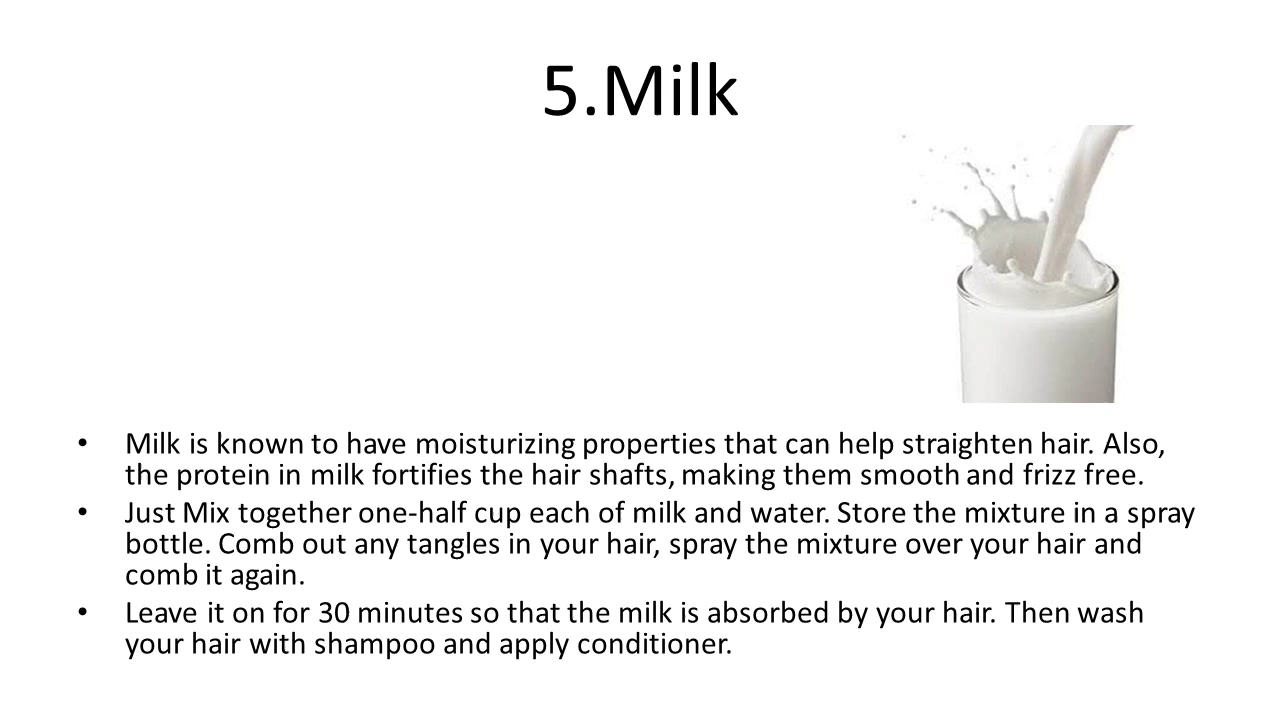 5.Milk
• Milk is known to have moisturizing properties that can help straighten hair. Also,
the protein in milk fortifies the hair shafts, making them smooth and frizz free.
• Just Mix together one-half cup each of milk and water. Store the mixture in a spray
bottle. Comb out any tangles in your hair, spray the mixture over your hair and
comb it again.
• Leave it on for 30 minutes so that the milk is absorbed by your hair. Then wash
your hair with shampoo and apply conditioner.